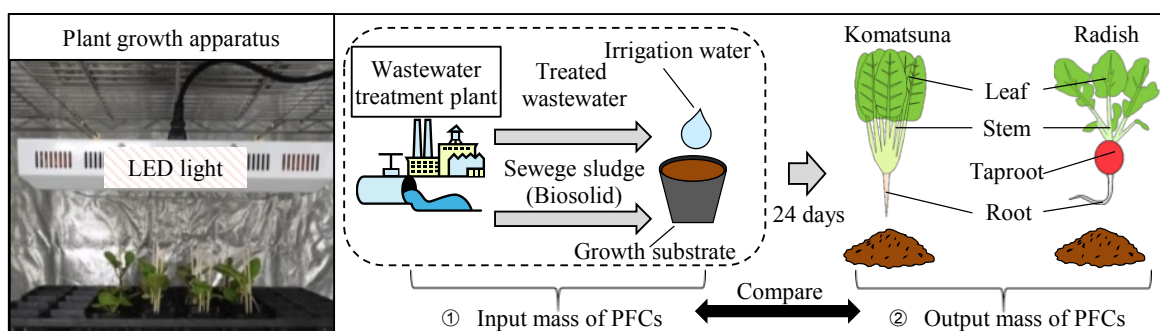 Plant growth apparatus
LED light
Wastewater
treatment plant
Treated
wastewater
Sewege sludge
(Biosolid)
Irrigation water
Growth substrate
24 days
Komatsuna
Radish
Leaf
Stem
Taproot
Root
① Input mass of PFCs
Compare
② Output mass of PFCs